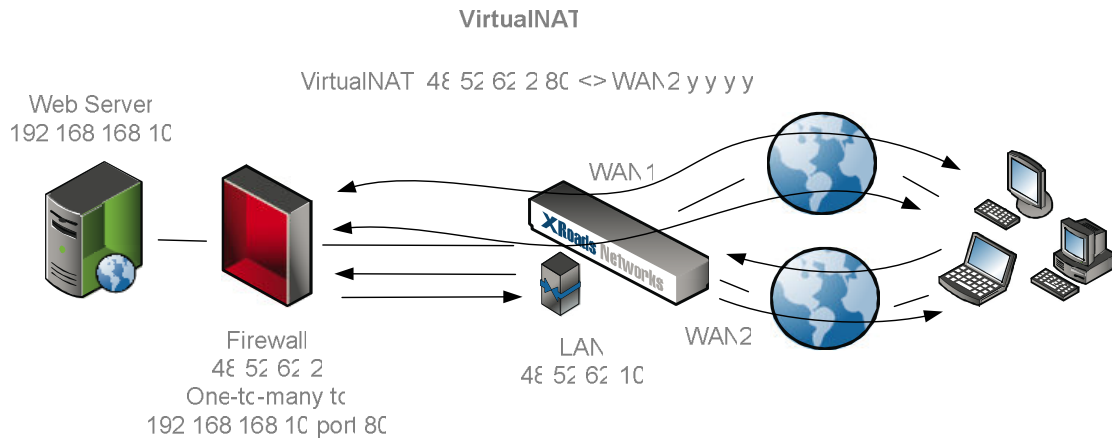 VirtualNAT
VirtualNAT 48 52 62 2 80 <> WAN2 y y y y
Web Server
192 168 168 10
WAN1
XRoads Networks
WAN2
Firewall
48 52 62 2
One-to-many to
192 168 168 10 port 80
LAN
48 52 62 10